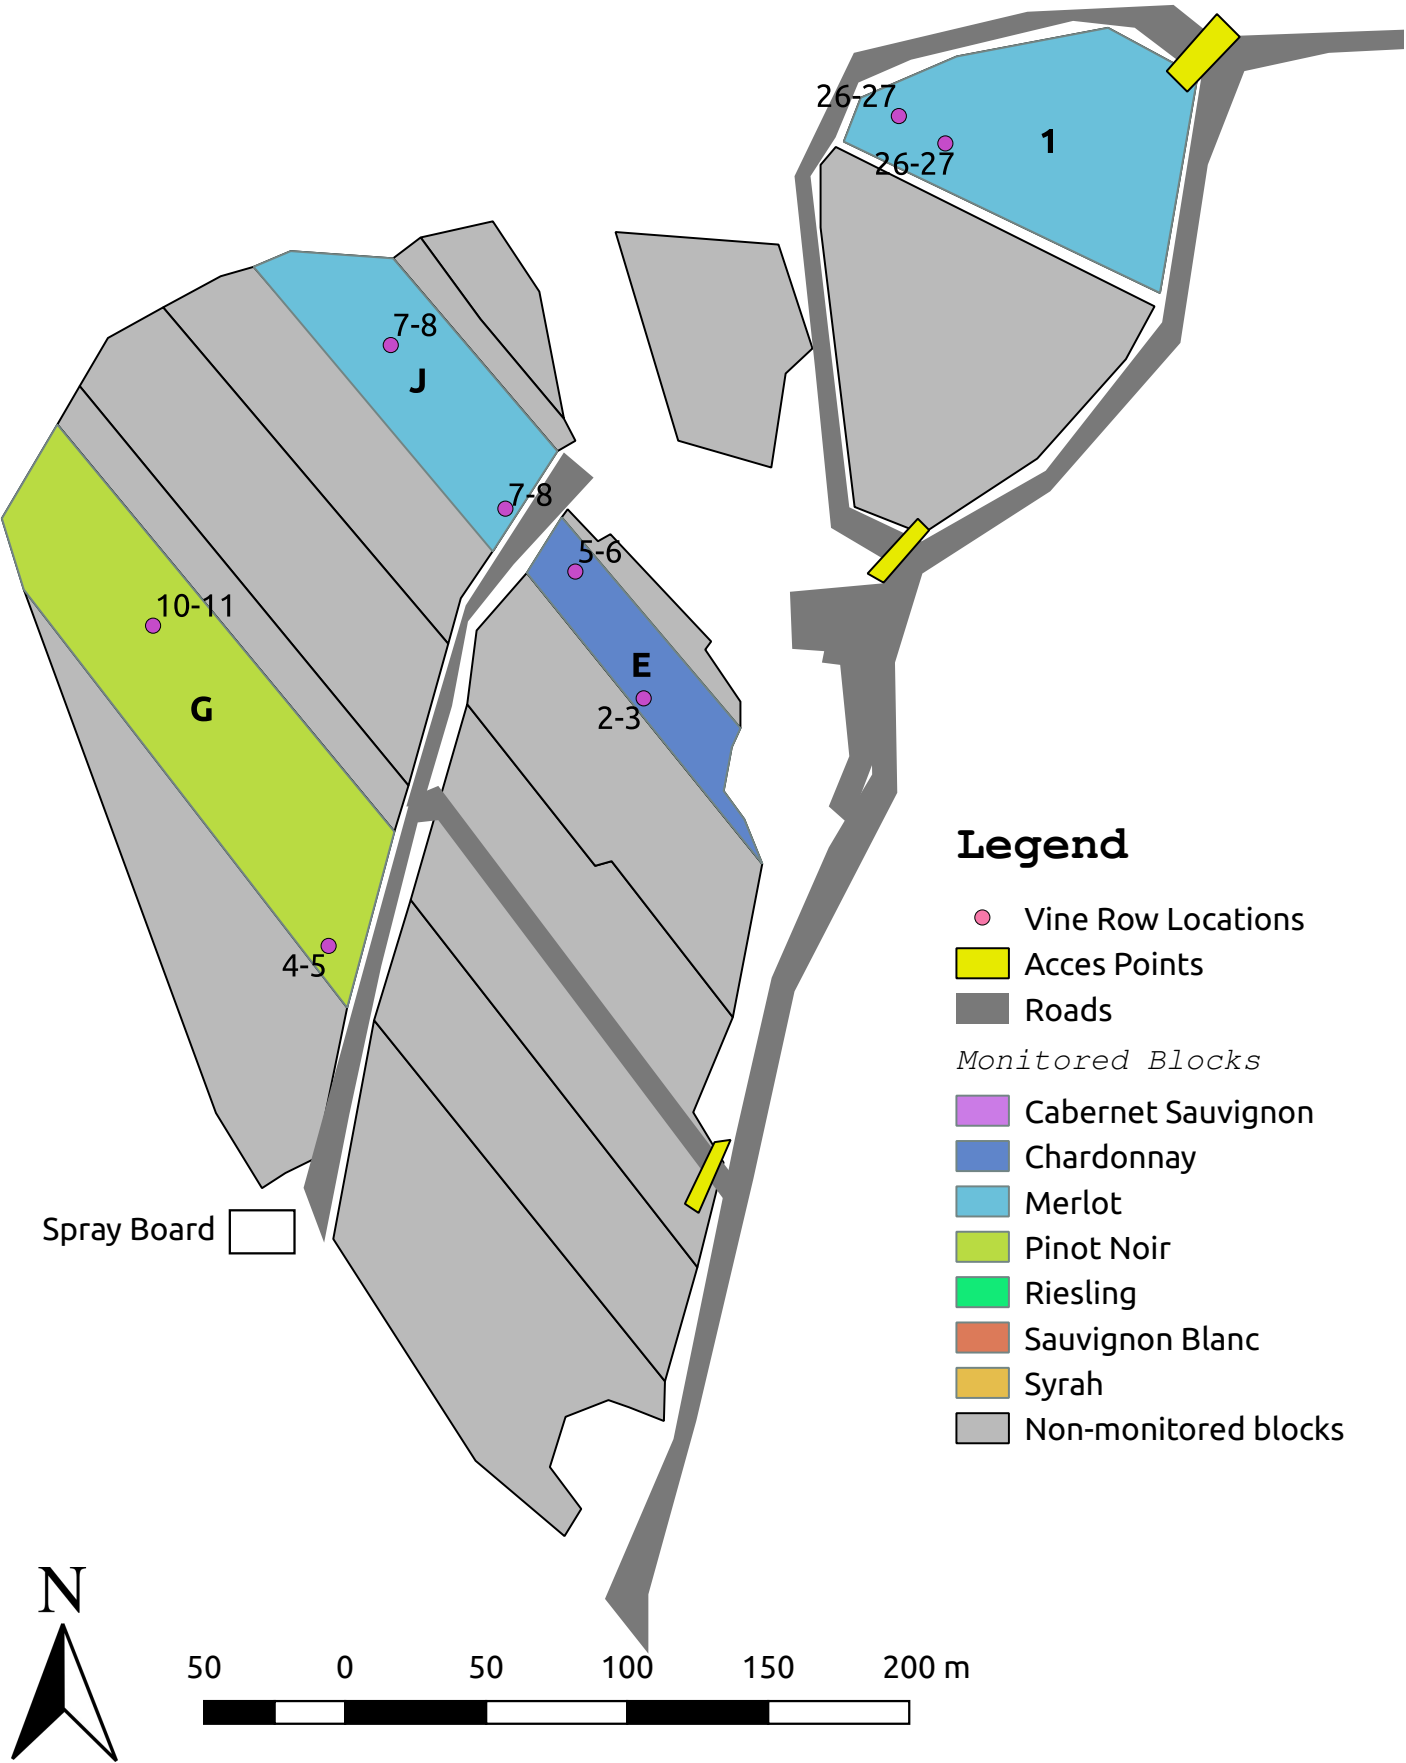 26-27
1
26-27
7-8
J
7-8
5-6
10-11
E
G
2-3
4-5
Legend
Vine Row Locations
Acces Points
Roads
Monitored Blocks
Cabernet Sauvignon
Chardonnay
Merlot
Pinot Noir
Riesling
Sauvignon Blanc
Syrah
Non-monitored blocks
Spray Board
N
50 0 50 100 150 200 m